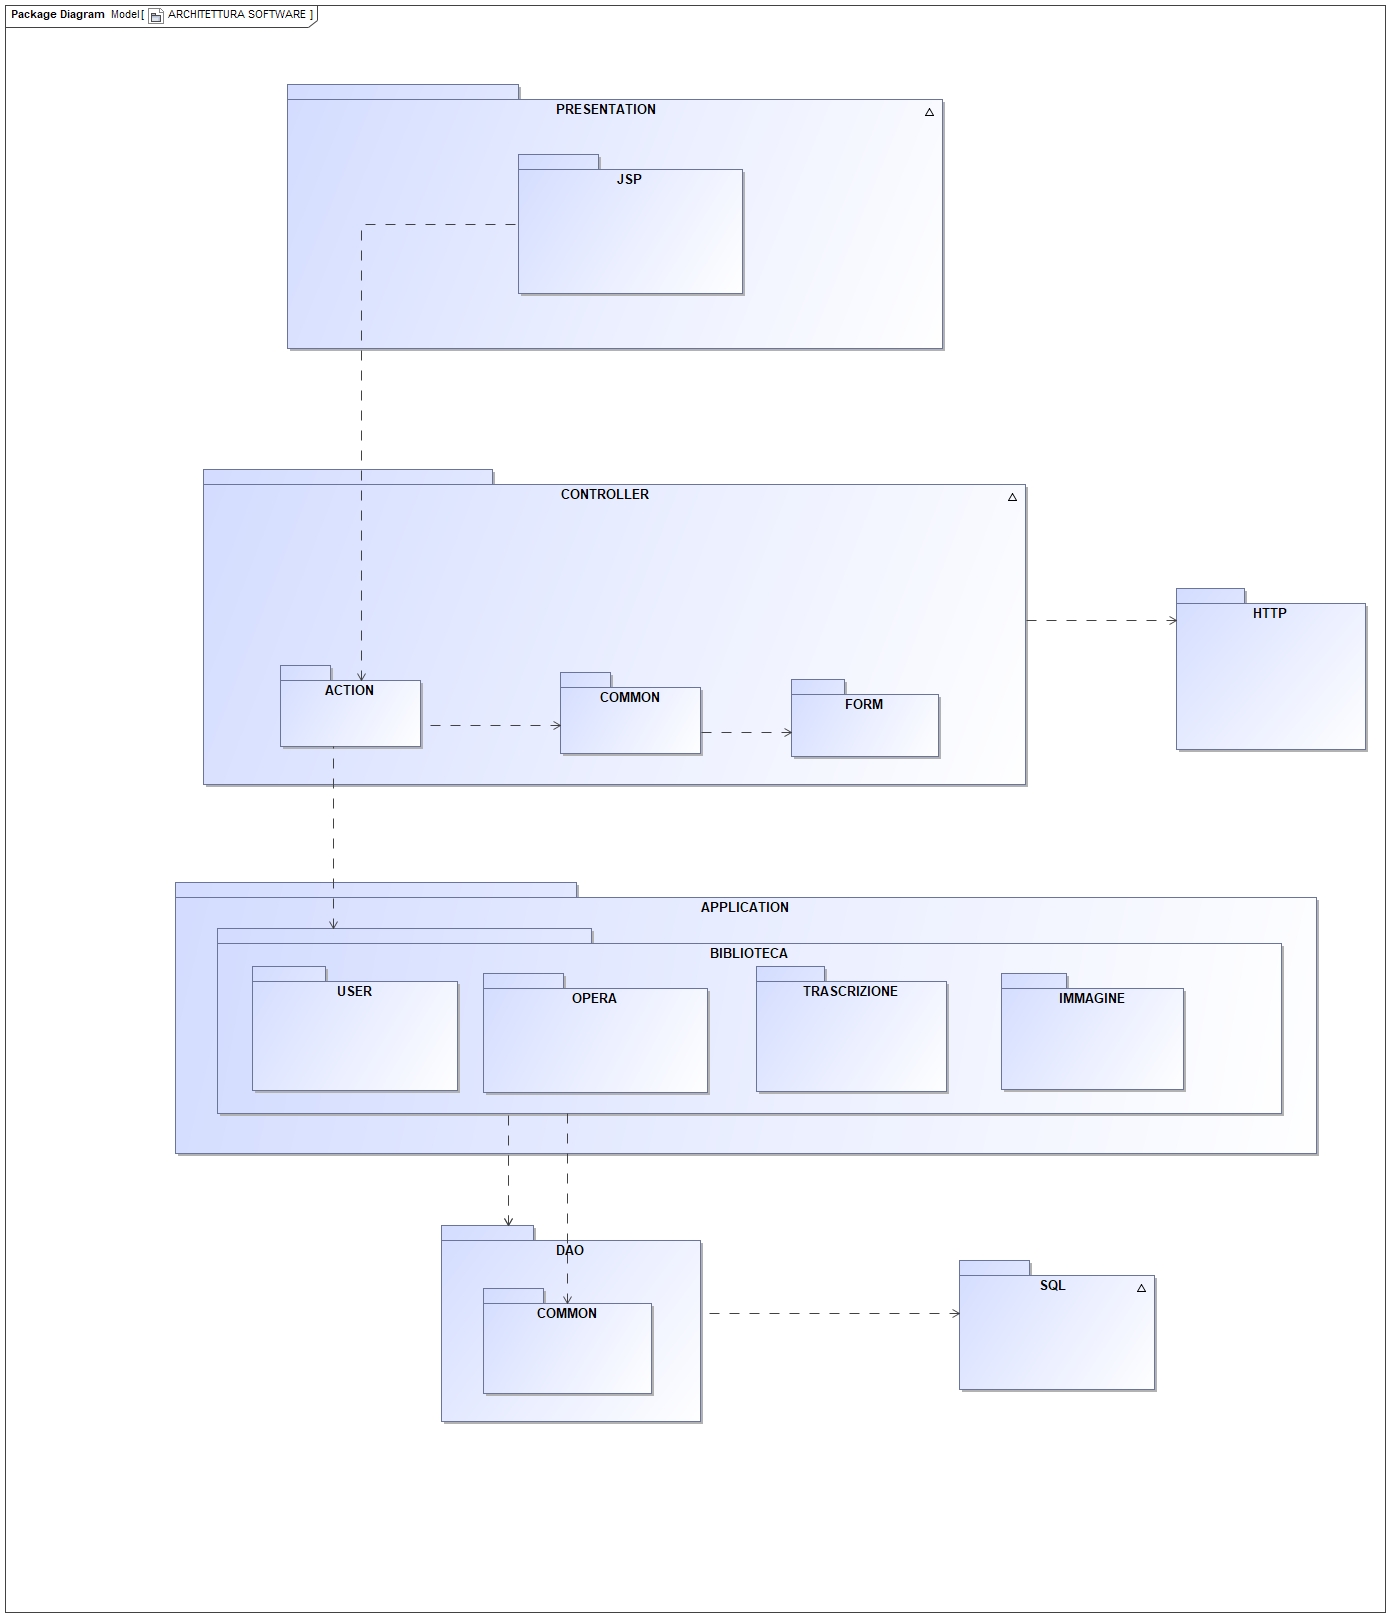 Package Diagram Model[ ARCHITETTURA SOFTWARE ]
PRESENTATION
JSP
CONTROLLER
HTTP
ACTION
COMMON
FORM
APPLICATION
BIBLIOTECA
USER
OPERA
TRASCRIZIONE
IMMAGINE
DAO
SQL
COMMON